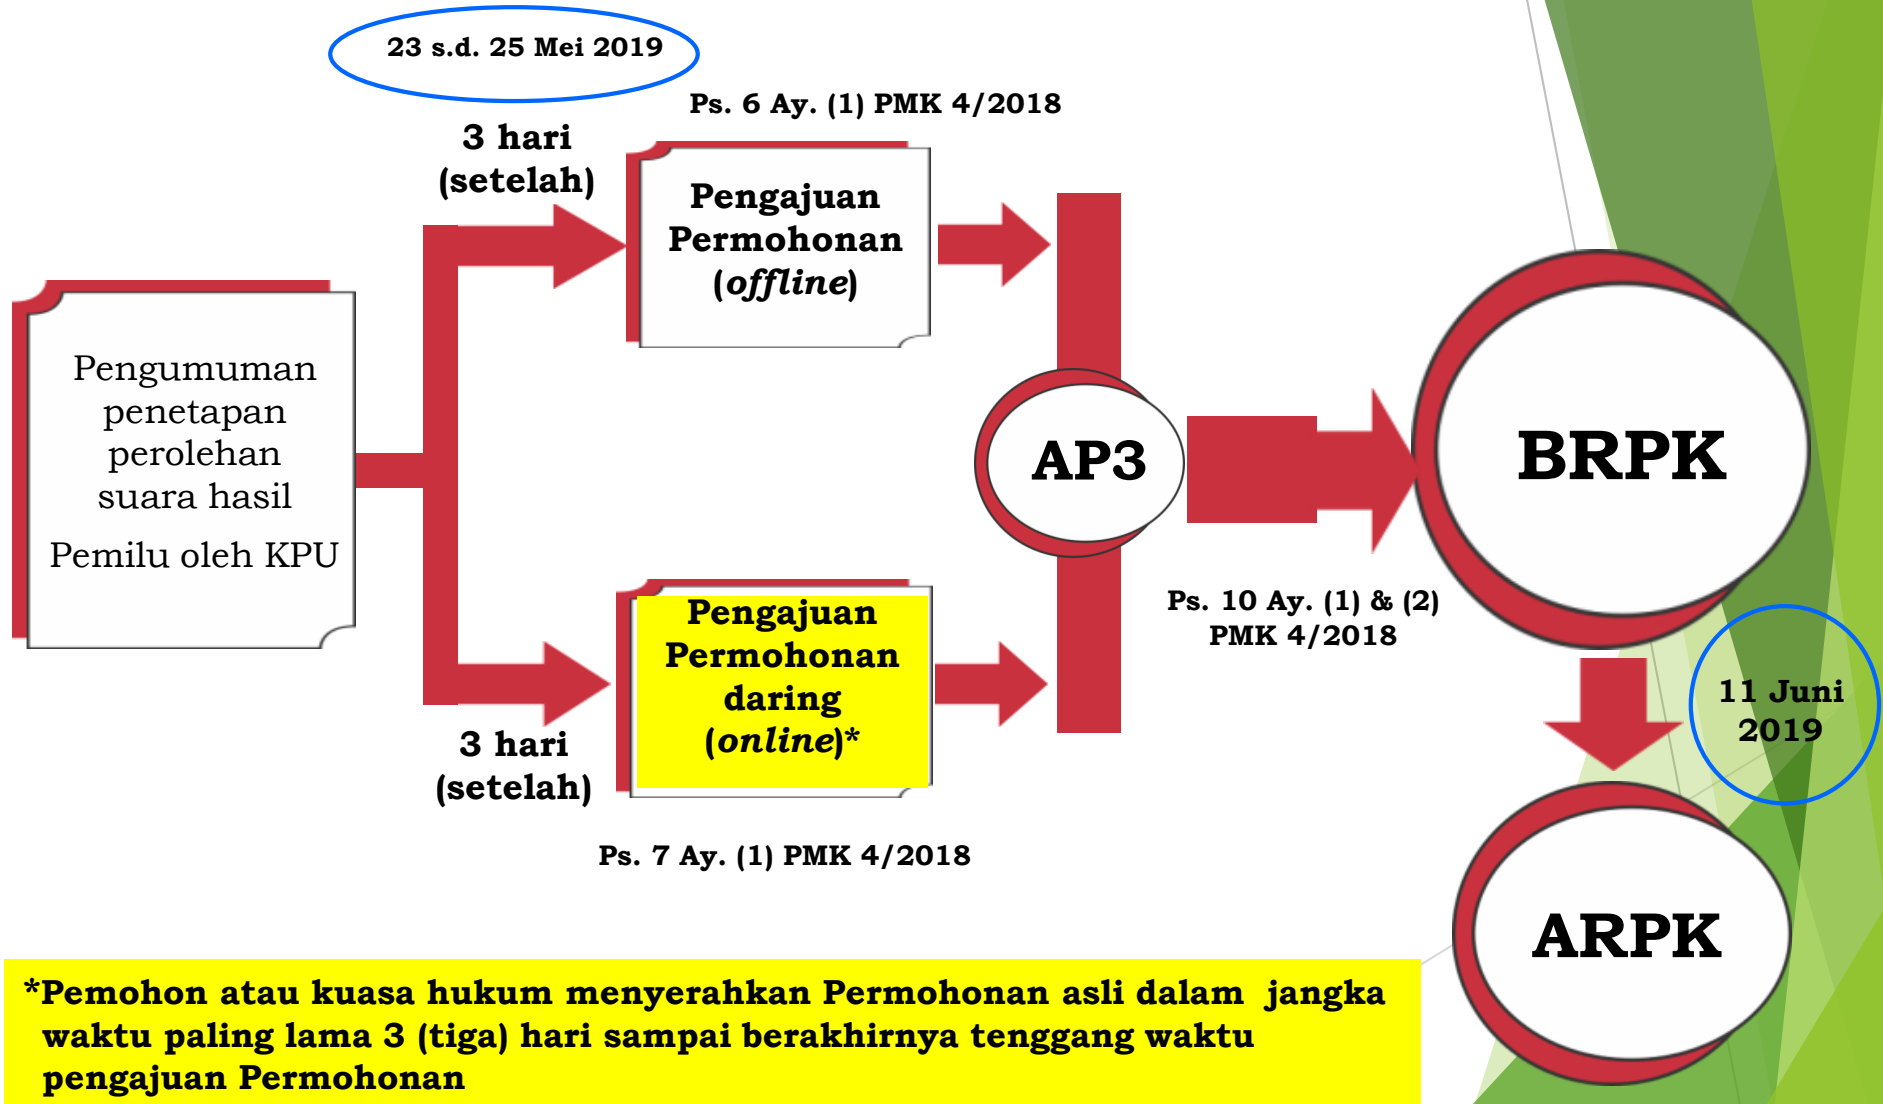 23 s.d. 25 Mei 2019
Ps. 6 Ay. (1) PMK 4/2018
3 hari
(setelah)
Pengajuan
Permohonan
(offline)
Pengumuman
penetapan
perolehan
suara hasil
Pemilu oleh KPU
AP3
BRPK
Ps. 10 Ay. (1) & (2)
PMK 4/2018
Pengajuan
Permohonan
daring
(online)*
3 hari
(setelah)
Ps. 7 Ay. (1) PMK 4/2018
11 Juni
2019
ARPK
*Pemohon atau kuasa hukum menyerahkan Permohonan asli dalam jangka
waktu paling lama 3 (tiga) hari sampai berakhirnya tenggang waktu
pengajuan Permohonan